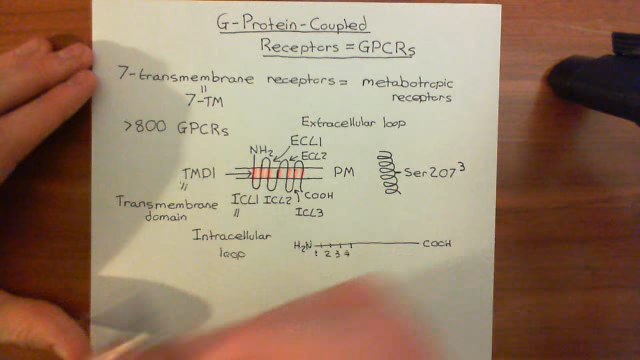 G-Protein-Coupled
Receptors = GPCRs
7-transmembrane receptors = metabotropic
receptors
=
7-TM
>800 GPCRs
Extracellular loop
NH2
ECL1
ECL2
TMD1
PM
Ser207³
=
Transmembrane
domain
ICL1 ICL2
COOH
ICL3
=
Intracellular
loop
H2N
COOH
1 2 3 4